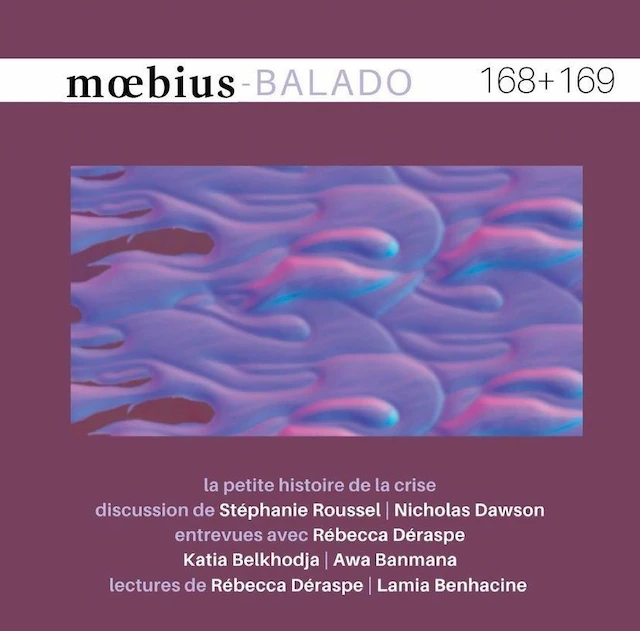 mœbius-BALADO 168+169
la petite histoire de la crise
discussion de Stéphanie Roussel | Nicholas Dawson
entrevues avec Rébecca Déraspe
Katia Belkhodja | Awa Banmana
lectures de Rébecca Déraspe | Lamia Benhacine